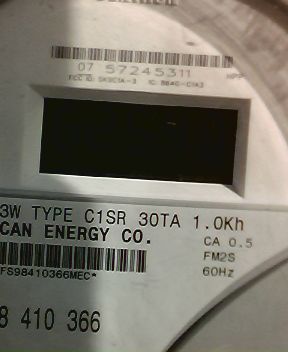 07 57245311
3W TYPE C1SR 30TA 1.0Kh
CAN ENERGY CO.
CA 0.5
FM2S
60Hz
FS98410366MEC*
8 410 366